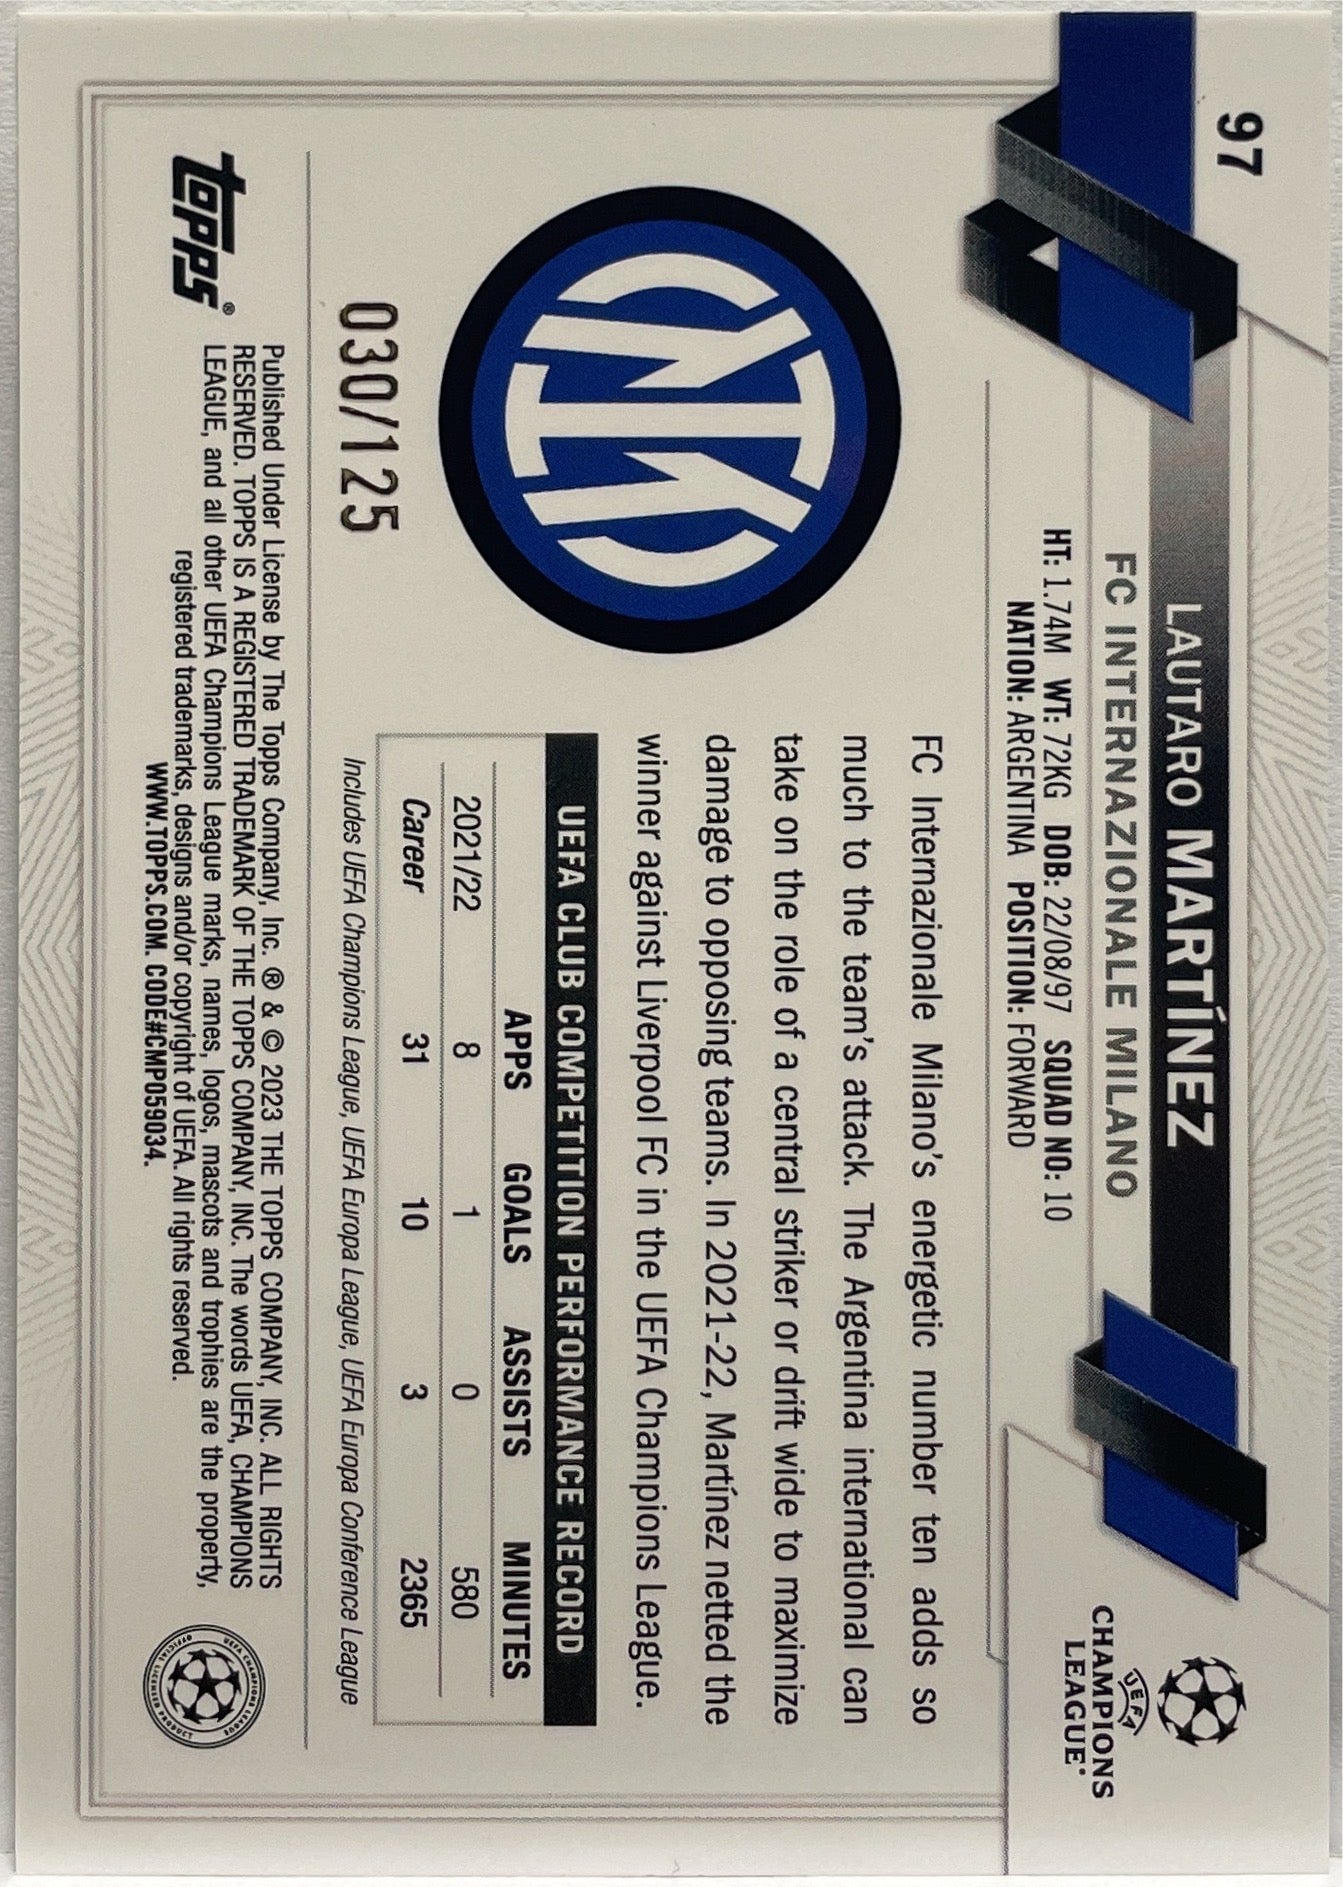 97
LAUTARO MARTÍNEZ
FC INTERNAZIONALE MILANO
HT: 1.74M WT: 72KG DOB: 22/08/97 SQUAD NO: 10
NATION: ARGENTINA POSITION: FORWARD
UEFA
CHAMPIONS
LEAGUE®
FC Internazionale Milano's energetic number ten adds so
much to the team's attack. The Argentina international can
take on the role of a central striker or drift wide to maximize
damage to opposing teams. In 2021-22, Martínez netted the
winner against Liverpool FC in the UEFA Champions League.
030/125
UEFA CLUB COMPETITION PERFORMANCE RECORD
APPS GOALS ASSISTS MINUTES
2021/22 8 1 0 580
Career 31 10 3 2365
Includes UEFA Champions League, UEFA Europa League, UEFA Europa Conference League
topps®
Published Under License by The Topps Company, Inc. ® & © 2023 THE TOPPS COMPANY, INC. ALL RIGHTS
RESERVED. TOPPS IS A REGISTERED TRADEMARK OF THE TOPPS COMPANY, INC. The words UEFA, CHAMPIONS
LEAGUE, and all other UEFA Champions League marks, names, logos, mascots and trophies are the property,
registered trademarks, designs and/or copyright of UEFA. All rights reserved.
WWW.TOPPS.COM. CODE#CMP059034.
UEFA CHAMPIONS LEAGUE
OFFICIAL LICENSED PRODUCT